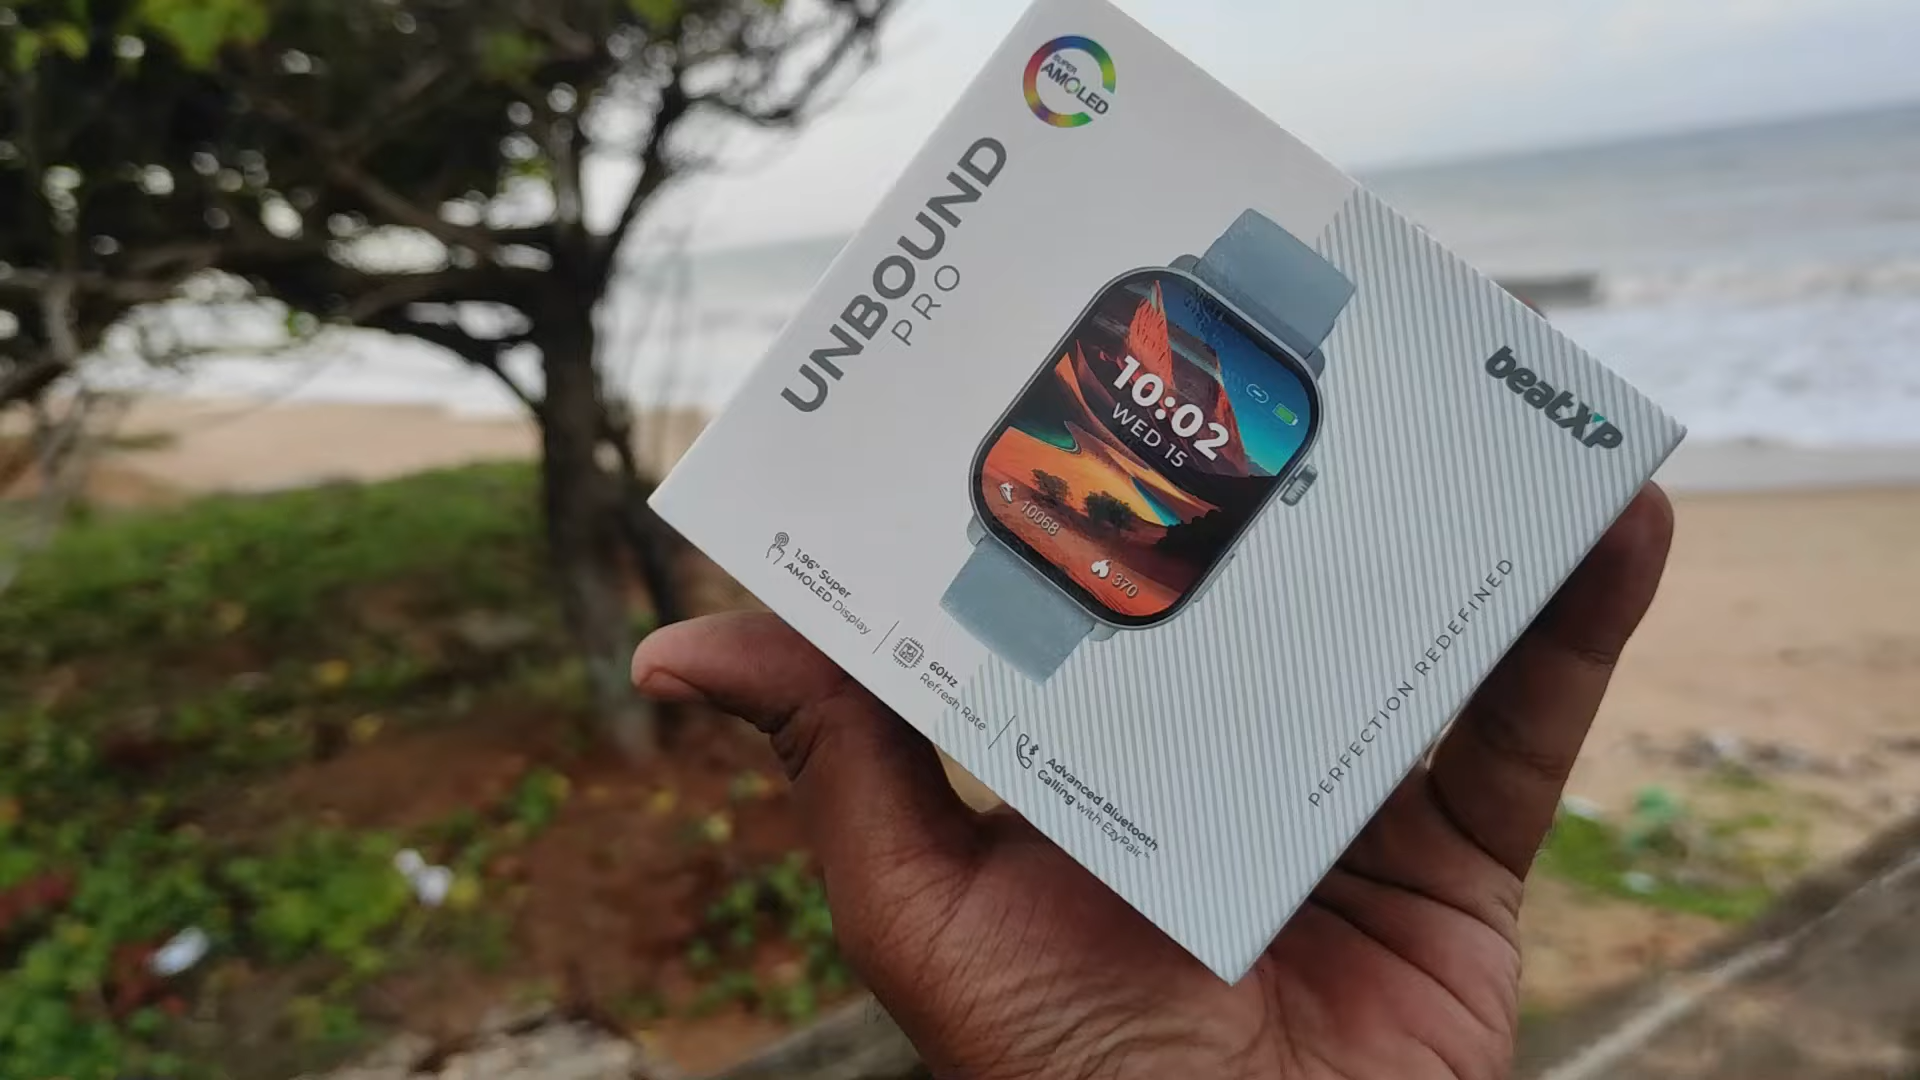 SUPER
AMOLED
UNBOUND
PRO
beatXP
10:02
WED 15
10068
370
1.96" Super
AMOLED Display
60Hz
Refresh Rate
Advanced Bluetooth
Calling with EzyPair™
PERFECTION REDEFINED